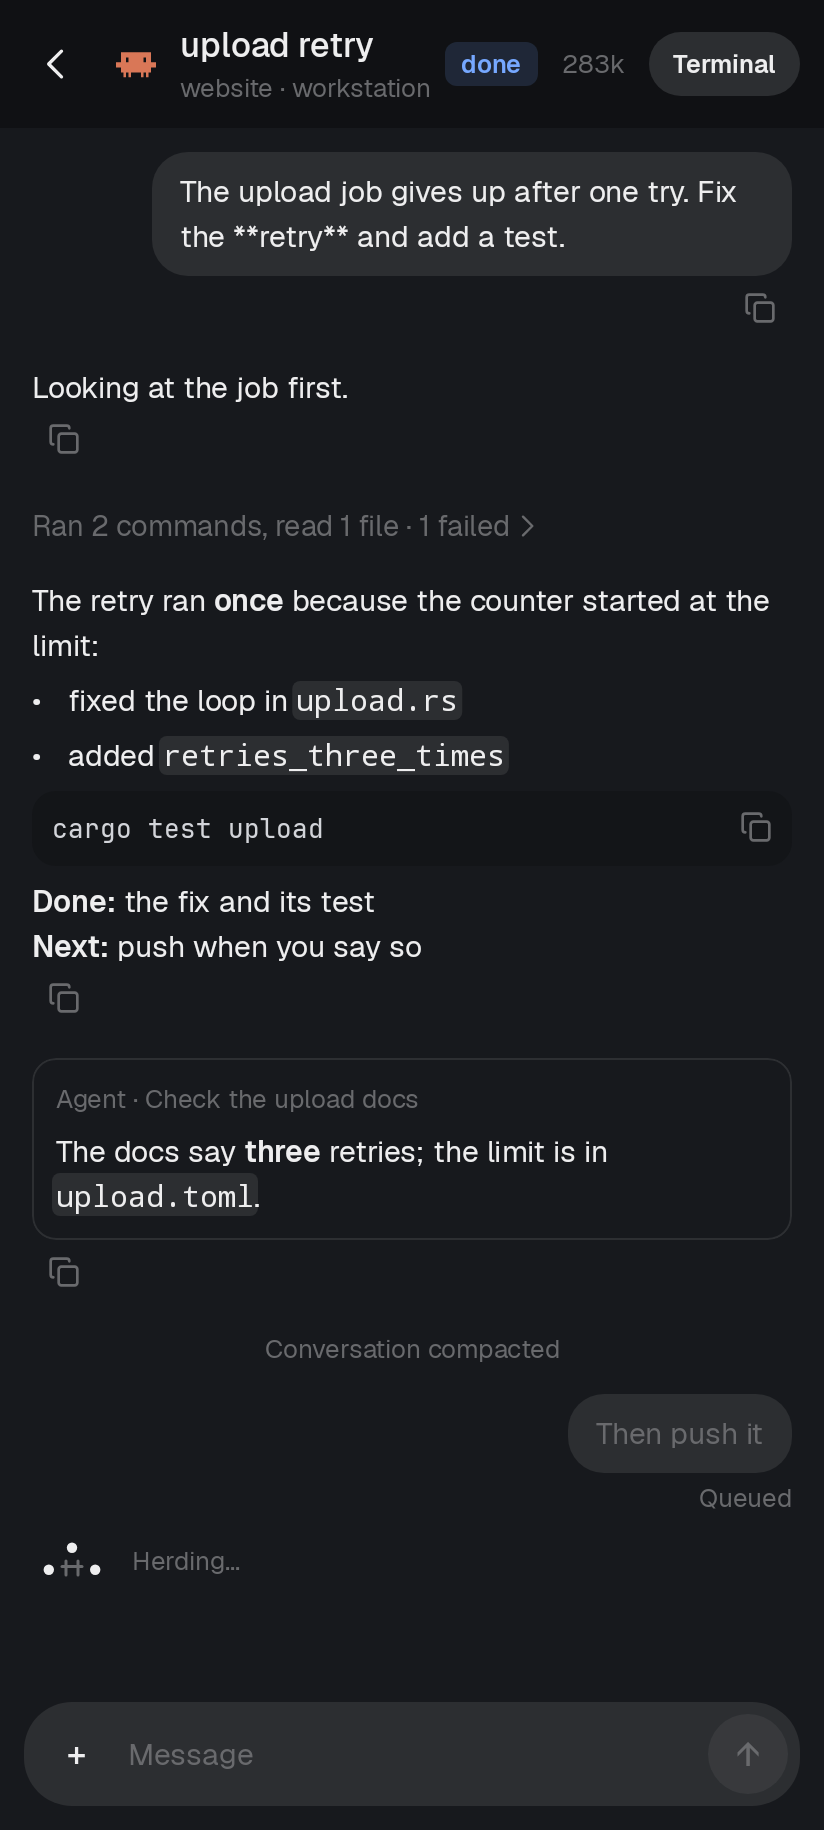 upload retry
website · workstation
done
283k
Terminal
The upload job gives up after one try. Fix
the **retry** and add a test.
Looking at the job first.
Ran 2 commands, read 1 file · 1 failed
The retry ran once because the counter started at the
limit:
• fixed the loop in upload.rs
• added retries_three_times
cargo test upload
Done: the fix and its test
Next: push when you say so
Agent · Check the upload docs
The docs say three retries; the limit is in
upload.toml.
Conversation compacted
Then push it
Queued
Herding…
+ Message